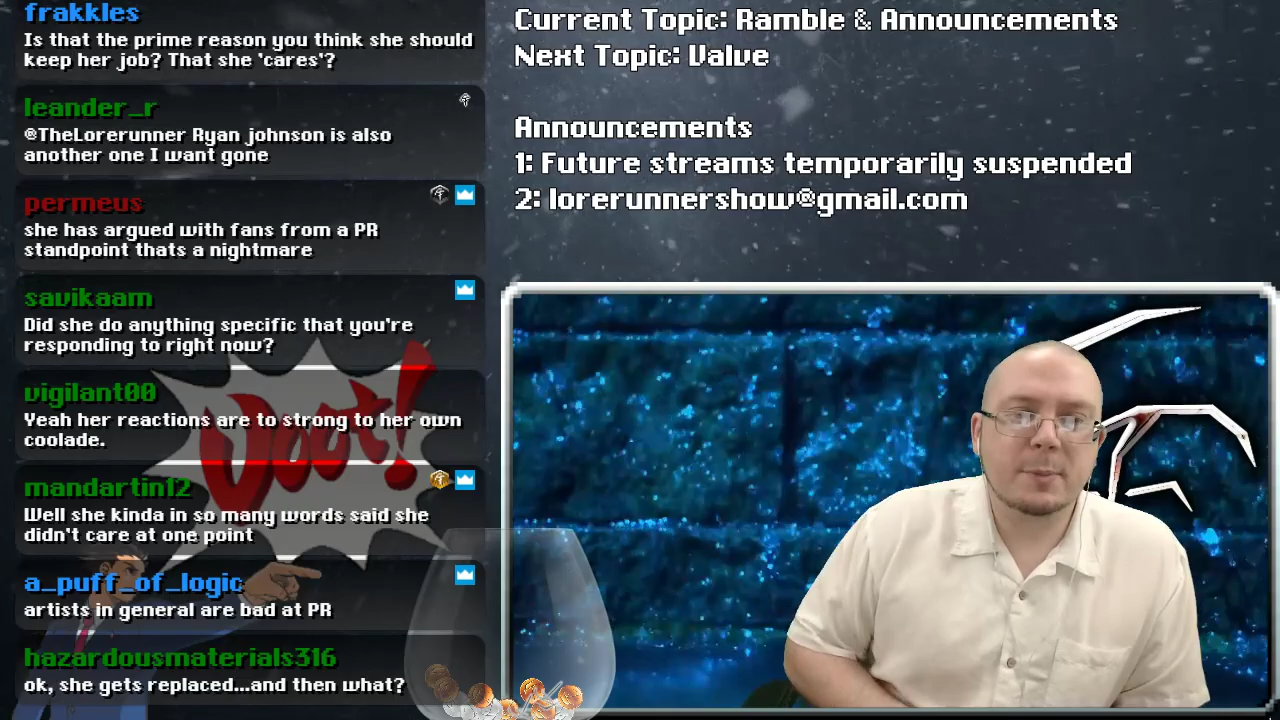 frakkles
Is that the prime reason you think she should
keep her job? That she 'cares'?
leander_r
@TheLorerunner Ryan johnson is also
another one I want gone
permeus
she has argued with fans from a PR
standpoint thats a nightmare
savikaam
Did she do anything specific that you're
responding to right now?
vigilant00
Yeah her reactions are to strong to her own
coolade.
mandartin12
Well she kinda in so many words said she
didn't care at one point
a_puff_of_logic
artists in general are bad at PR
hazardousmaterials316
ok, she gets replaced...and then what?
Voot!
Current Topic: Ramble & Announcements
Next Topic: Valve
Announcements
1: Future streams temporarily suspended
2: lorerunnershow@gmail.com